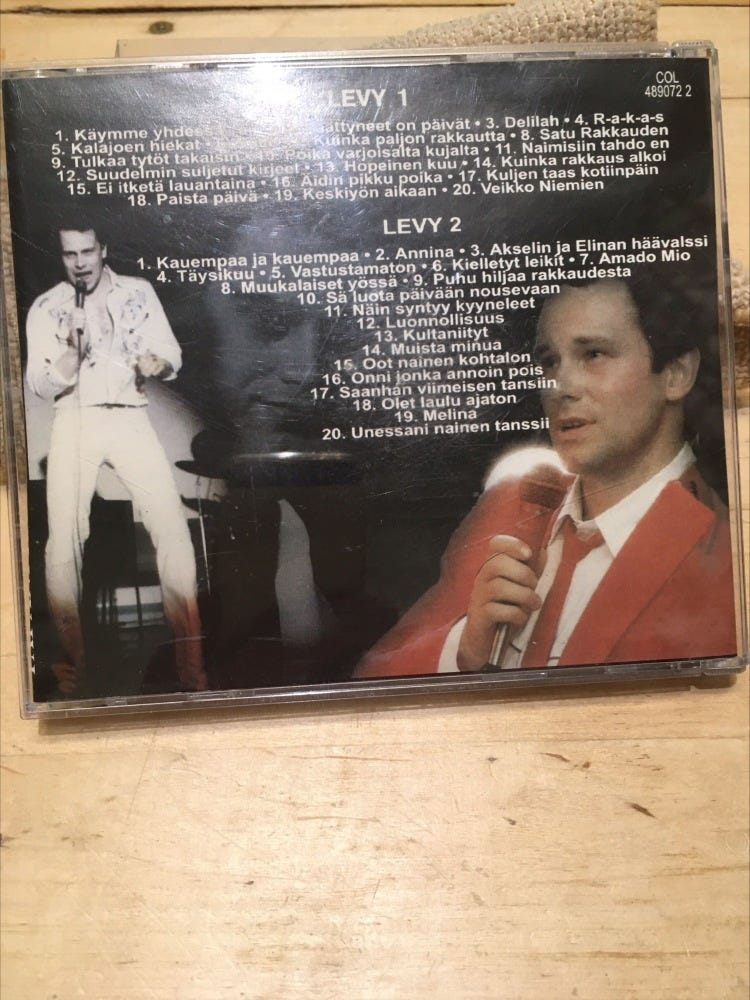 COL
489072 2
LEVY 1
1. Käymme yhdess on päivät • 3. Delilah • 4. R-a-k-a-s
5. Kalajoen hiekat • Kuinka paljon rakkautta • 8. Satu Rakkauden
9. Tulkaa tytöt takaisin • 10. Poika varjoisalta kujalta • 11. Naimisiin tahdo en
12. Suudelmin suljetut kirjeet • 13. Hopeinen kuu • 14. Kuinka rakkaus alkoi
15. Ei itketä lauantaina • 16. Äidin pikku poika • 17. Kuljen taas kotiinpäin
18. Paista päivä • 19. Keskiyön aikaan • 20. Veikko Niemien
LEVY 2
1. Kauempaa ja kauempaa • 2. Annina • 3. Akselin ja Elinan häävalssi
4. Täysikuu • 5. Vastustamaton • 6. Kielletyt leikit • 7. Amado Mio
8. Muukalaiset yössä • 9. Puhu hiljaa rakkaudesta
10. Sä luota päivään nousevaan
11. Näin syntyy kyyneleet
12. Luonnollisuus
13. Kultaniityt
14. Muista minua
15. Oot nainen kohtalon
16. Onni jonka annoin pois
17. Saanhan viimeisen tanssin
18. Olet laulu ajaton
19. Melina
20. Unessani nainen tanssii